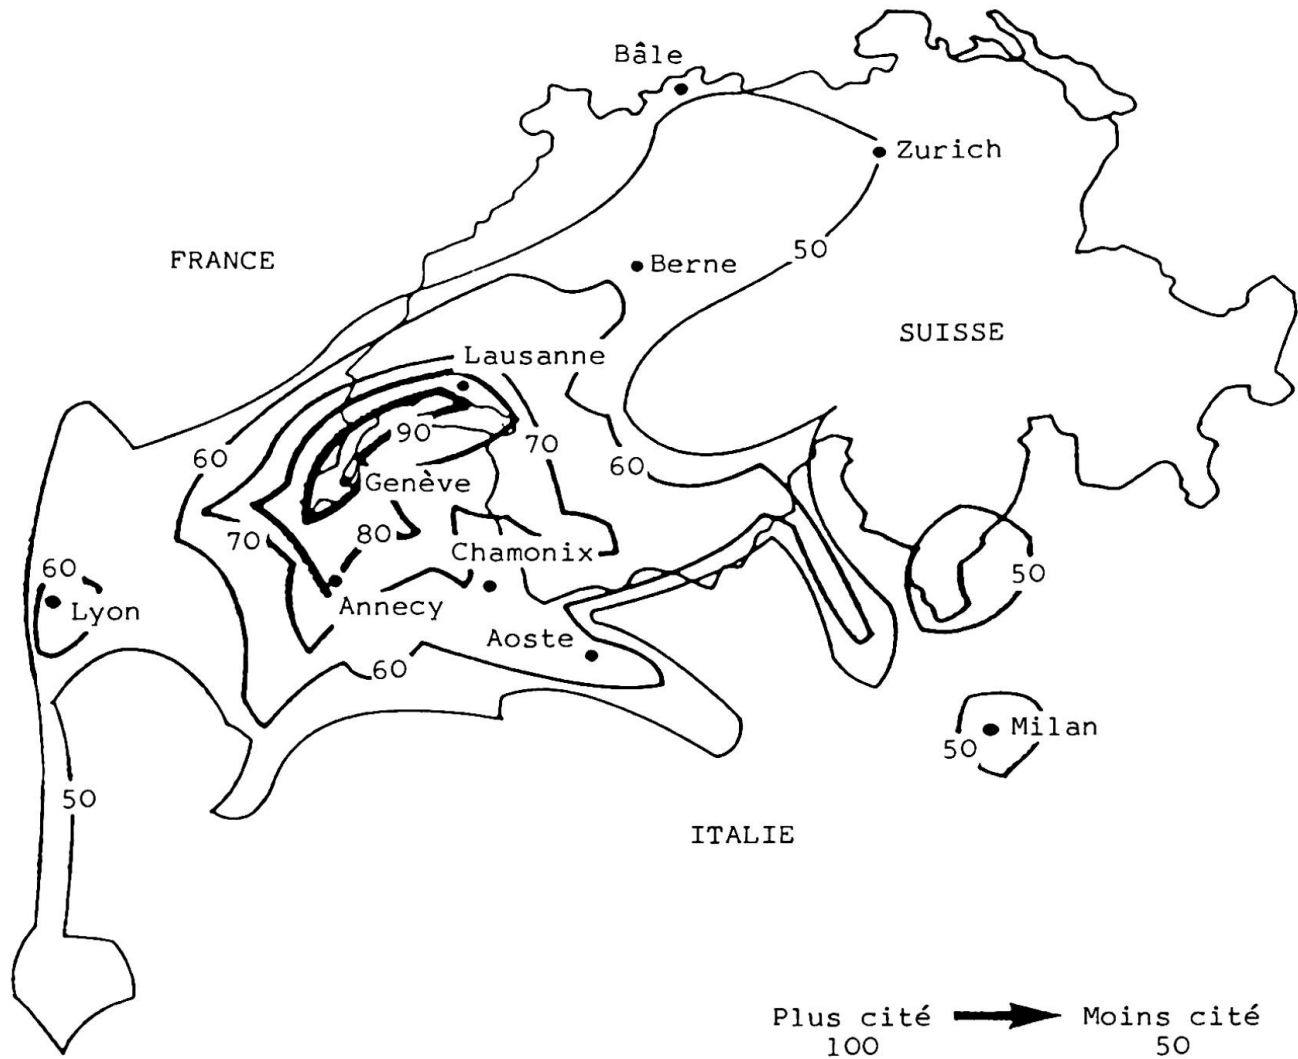 Bâle
Zurich
50
Berne
FRANCE
SUISSE
Lausanne
90
70
60
60
Genève
70
80
Chamonix
60
50
Lyon
Annecy
Aoste
60
Milan
50
50
ITALIE
Plus cité Moins cité
100 50